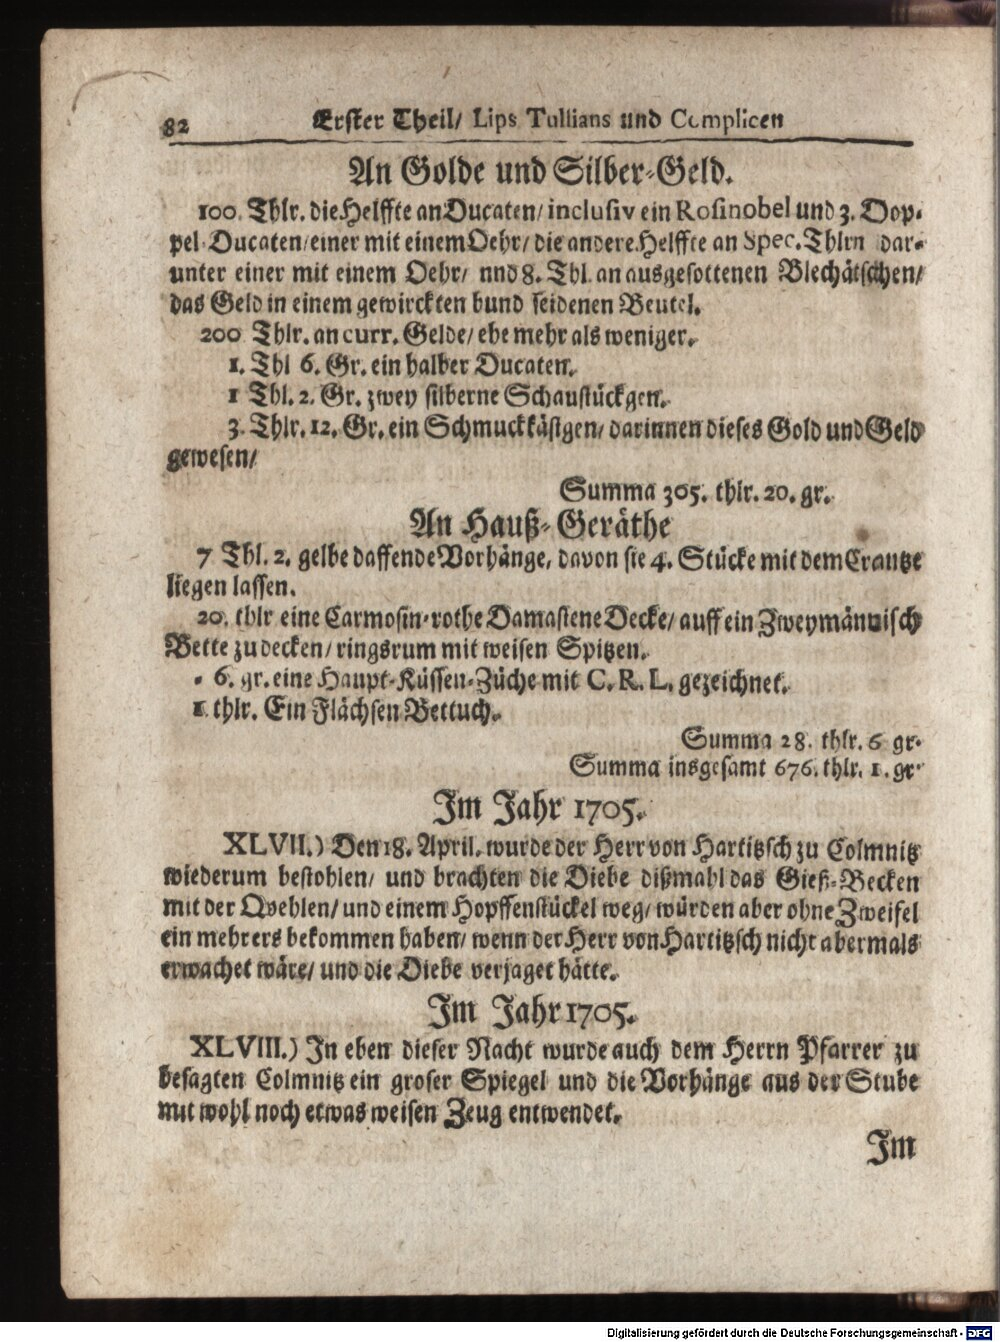 82 Erster Theil/ Lips Tullians und Complicen
An Golde und Silber-Geld.
100. Thlr. die Helffte an Ducaten/ inclusiv ein Rosinobel und 3. Dop-
pel Ducaten/ einer mit einem Oehr/ die andere Helffte an Spec. Thlrn dar-
unter einer mit einem Oehr/ nnd 8. Thl. an ausgesottenen Blechätschen/
das Geld in einem gewirckten bund seidenen Beutel.
200 Thlr. an curr. Gelde/ ehe mehr als weniger.
1. Thl 6. Gr. ein halber Ducaten.
1 Thl. 2. Gr. zwey silberne Schaustückgen.
3. Thlr. 12. Gr. ein Schmuckkästgen/ darinnen dieses Gold und Geld
gewesen/
Summa 305. thlr. 20. gr.
An Hauß-Geräthe
7 Thl. 2. gelbe daffende Vorhänge, davon sie 4. Stücke mit dem Crantze
liegen lassen.
20. thlr eine Carmosin-rothe Damastene Decke/ auff ein Zweymännisch
Bette zu decken/ ringsrum mit weisen Spitzen.
- 6. gr. eine Haupt-Küssen-Züche mit C. R. L. gezeichnet.
1. thlr. Ein Flächsen Bettuch.
Summa 28. thlr. 6 gr.
Summa insgesamt 676. thlr. 1. gr.
Im Jahr 1705.
XLVII.) Den 18. April. wurde der Herr von Hartitzsch zu Colmnitz
wiederum bestohlen/ und brachten die Diebe dißmahl das Gieß-Becken
mit der Qvehlen/ und einem Hopffenstückel weg/ würden aber ohne Zweifel
ein mehrers bekommen haben/ wenn der Herr von Hartitzsch nicht abermals
erwachet wäre/ und die Diebe verjaget hätte.
Im Jahr 1705.
XLVIII.) In eben dieser Nacht wurde auch dem Herrn Pfarrer zu
besagten Colmnitz ein groser Spiegel und die Vorhänge aus der Stube
mit wohl noch etwas weisen Zeug entwendet.
Im
Digitalisierung gefördert durch die Deutsche Forschungsgemeinschaft - DFG